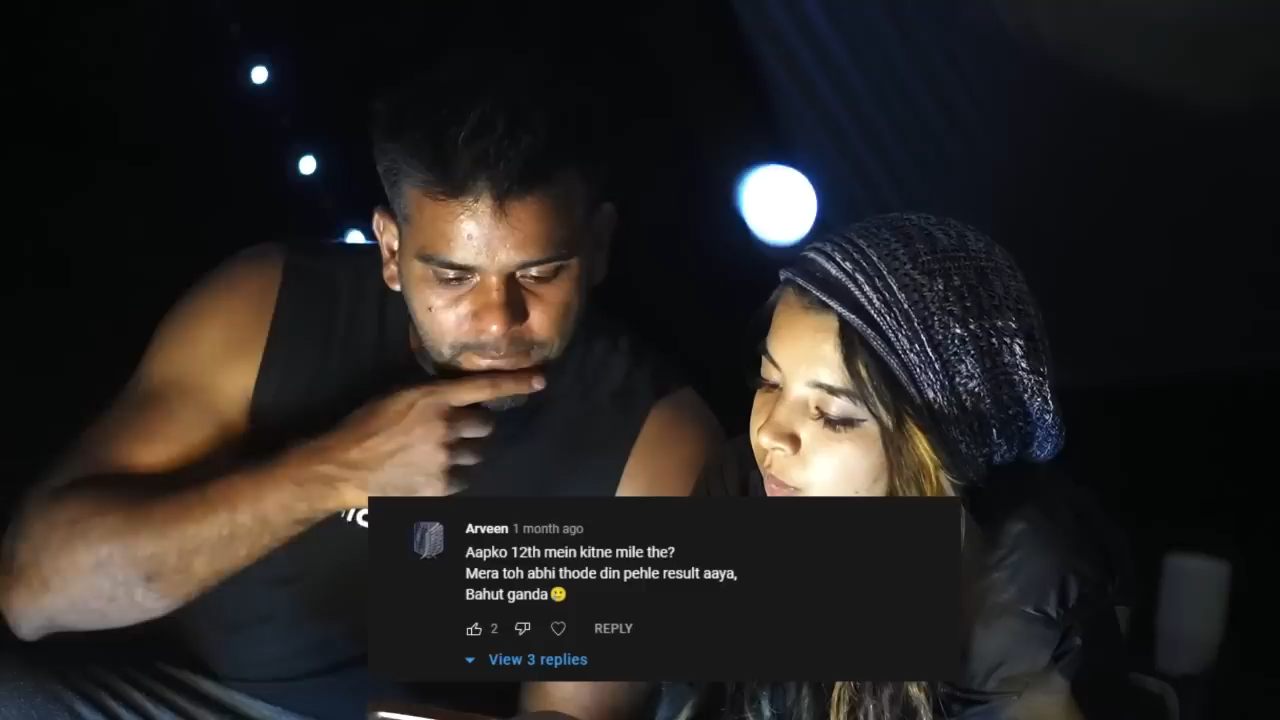 Arveen 1 month ago
Aapko 12th mein kitne mile the?
Mera toh abhi thode din pehle result aaya,
Bahut ganda🥲
2 REPLY
View 3 replies